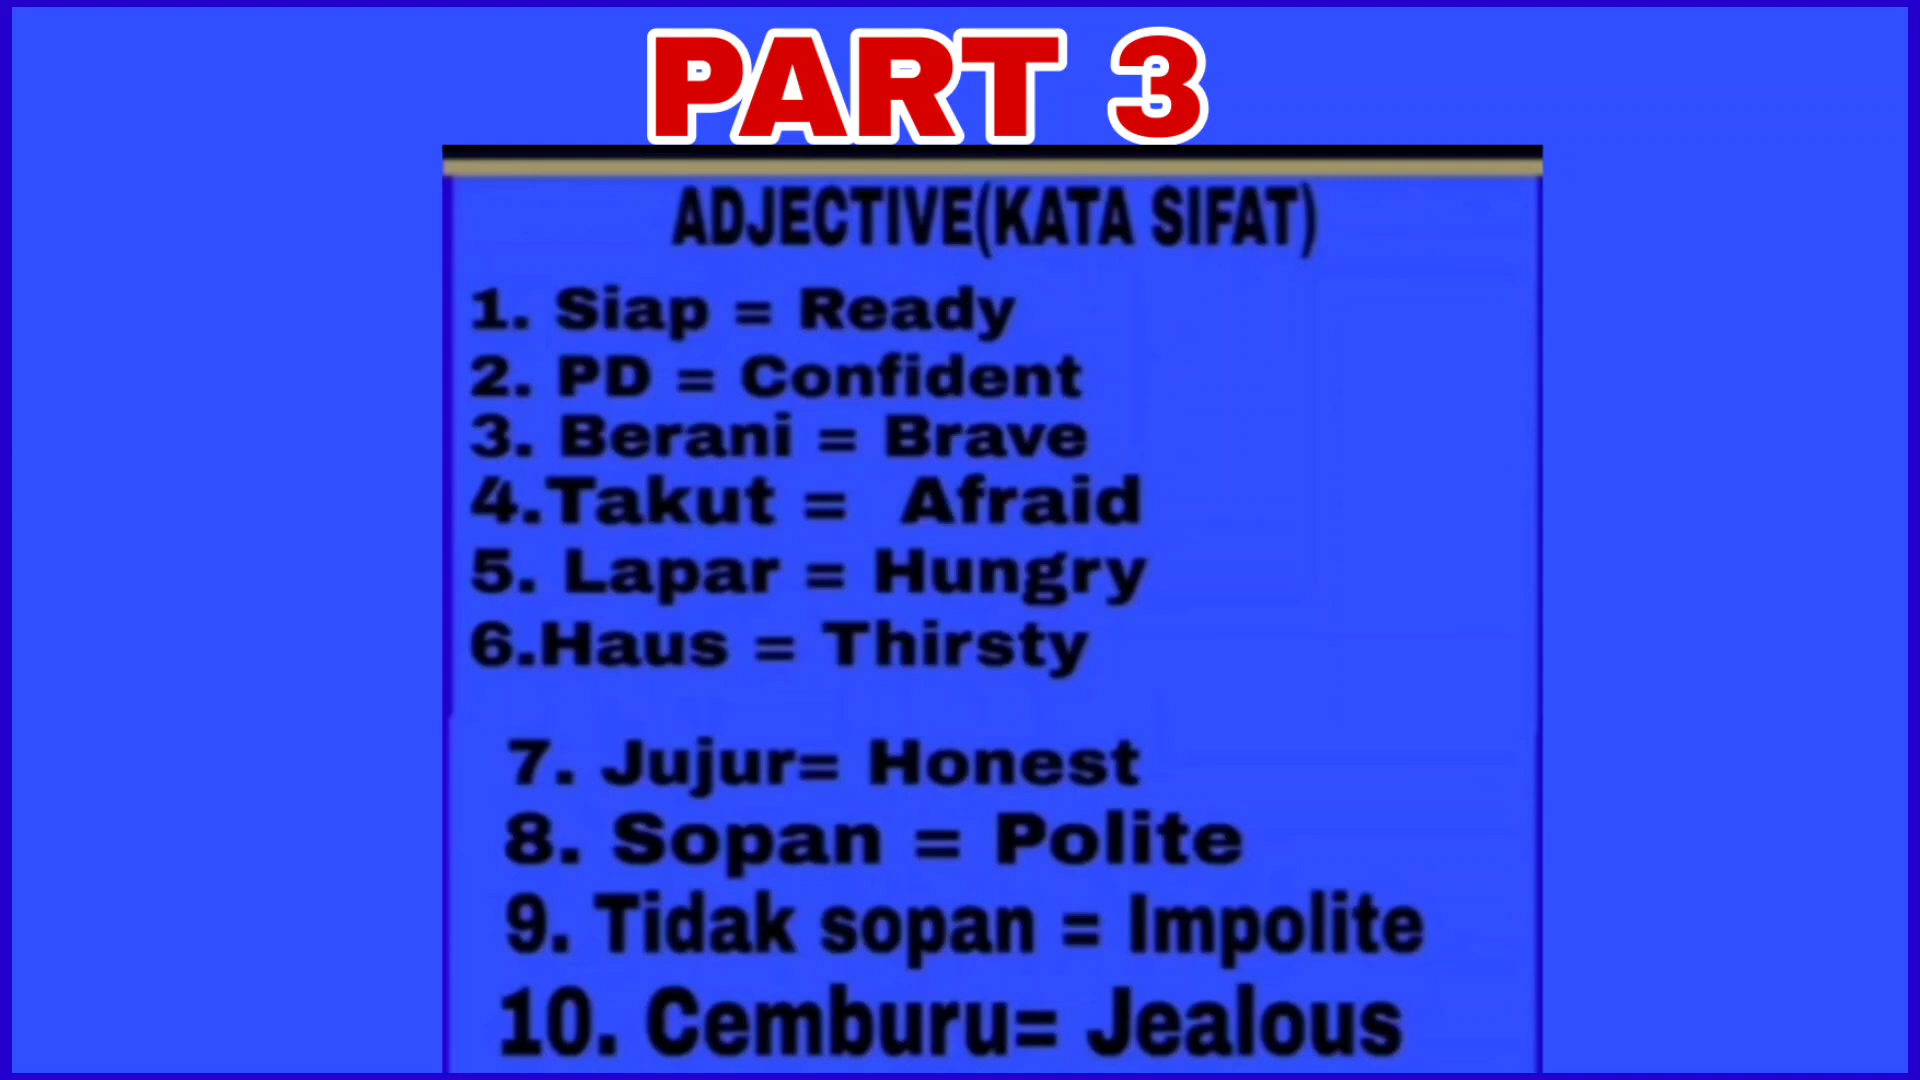 PART 3
ADJECTIVE(KATA SIFAT)
1. Siap = Ready
2. PD = Confident
3. Berani = Brave
4.Takut = Afraid
5. Lapar = Hungry
6.Haus = Thirsty
7. Jujur= Honest
8. Sopan = Polite
9. Tidak sopan = Impolite
10. Cemburu= Jealous